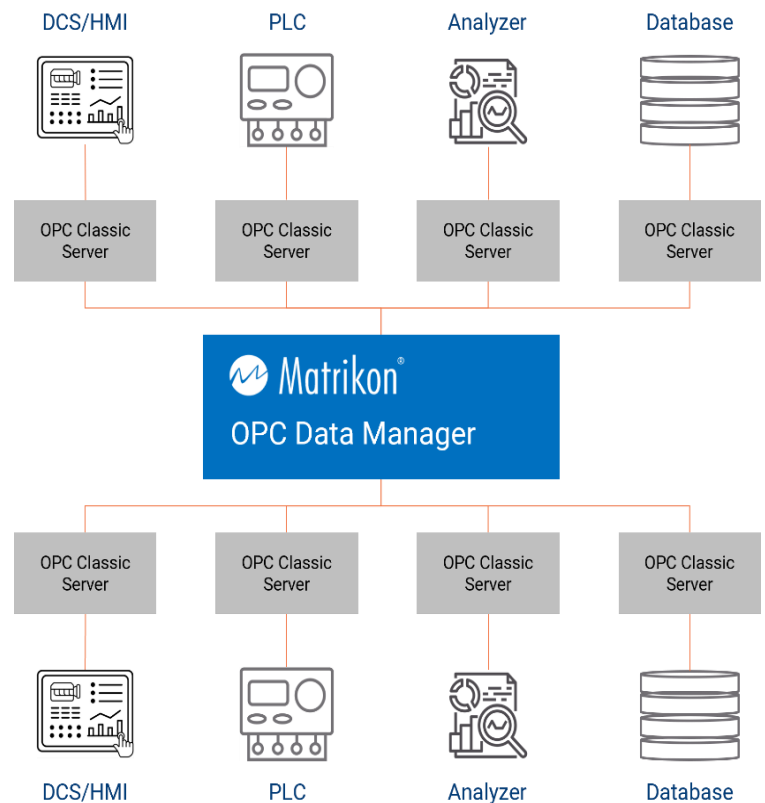 DCS/HMI
PLC
Analyzer
Database
OPC Classic
Server
OPC Classic
Server
OPC Classic
Server
OPC Classic
Server
Matrikon®
OPC Data Manager
OPC Classic
Server
OPC Classic
Server
OPC Classic
Server
OPC Classic
Server
DCS/HMI
PLC
Analyzer
Database